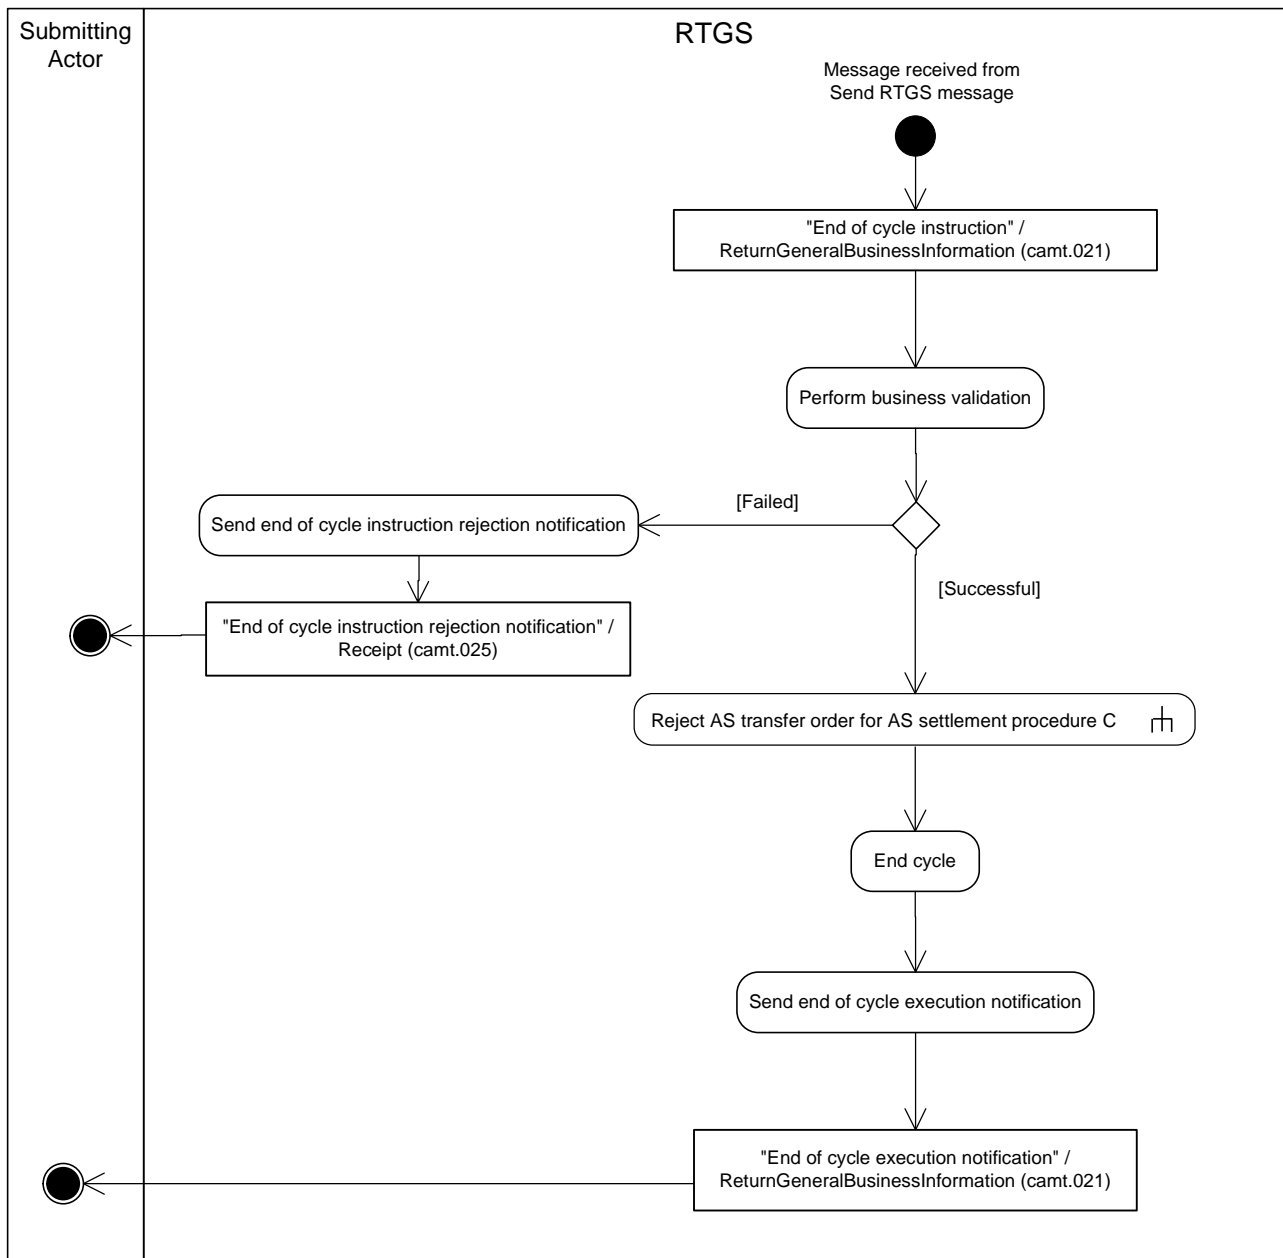 Submitting
Actor
RTGS
Message received from
Send RTGS message
"End of cycle instruction" /
ReturnGeneralBusinessInformation (camt.021)
Perform business validation
[Failed]
Send end of cycle instruction rejection notification
[Successful]
"End of cycle instruction rejection notification" /
Receipt (camt.025)
Reject AS transfer order for AS settlement procedure C
End cycle
Send end of cycle execution notification
"End of cycle execution notification" /
ReturnGeneralBusinessInformation (camt.021)